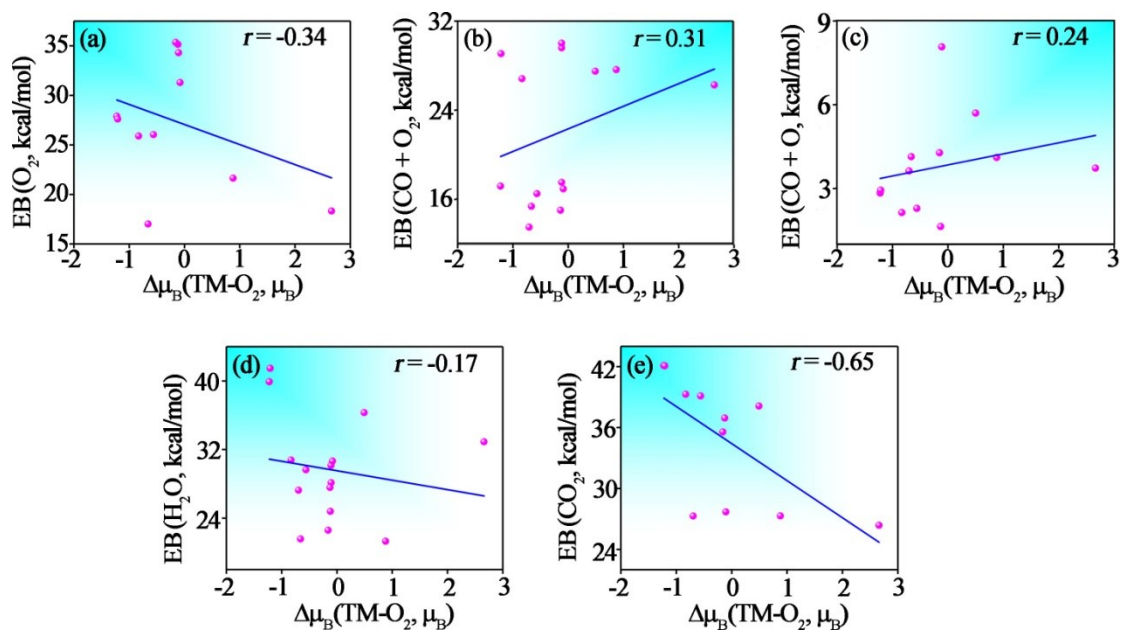 (a)
r = -0.34
EB(O₂, kcal/mol)
35
30
25
20
15
-2 -1 0 1 2 3
Δμ_B(TM-O₂, μ_B)
(b)
r = 0.31
EB(CO + O₂, kcal/mol)
32
24
16
-2 -1 0 1 2 3
Δμ_B(TM-O₂, μ_B)
(c)
r = 0.24
EB(CO + O, kcal/mol)
9
6
3
-2 -1 0 1 2 3
Δμ_B(TM-O₂, μ_B)
(d)
r = -0.17
EB(H₂O, kcal/mol)
40
32
24
-2 -1 0 1 2 3
Δμ_B(TM-O₂, μ_B)
(e)
r = -0.65
EB(CO₂, kcal/mol)
42
36
30
24
-2 -1 0 1 2 3
Δμ_B(TM-O₂, μ_B)